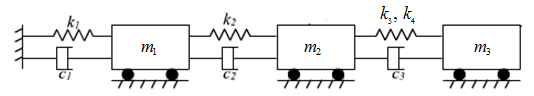 k₁ k₂ k₃, k₄
m₁ m₂ m₃
c₁ c₂ c₃